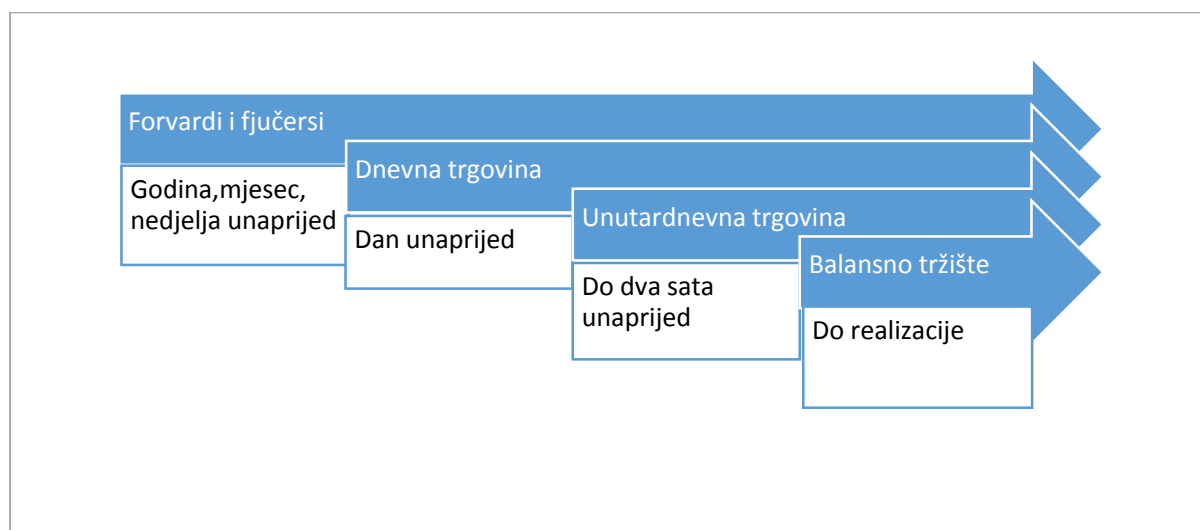 Forvardi i fjučersi
Godina,mjesec,
nedjelja unaprijed
Dnevna trgovina
Dan unaprijed
Unutardnevna trgovina
Do dva sata
unaprijed
Balansno tržište
Do realizacije